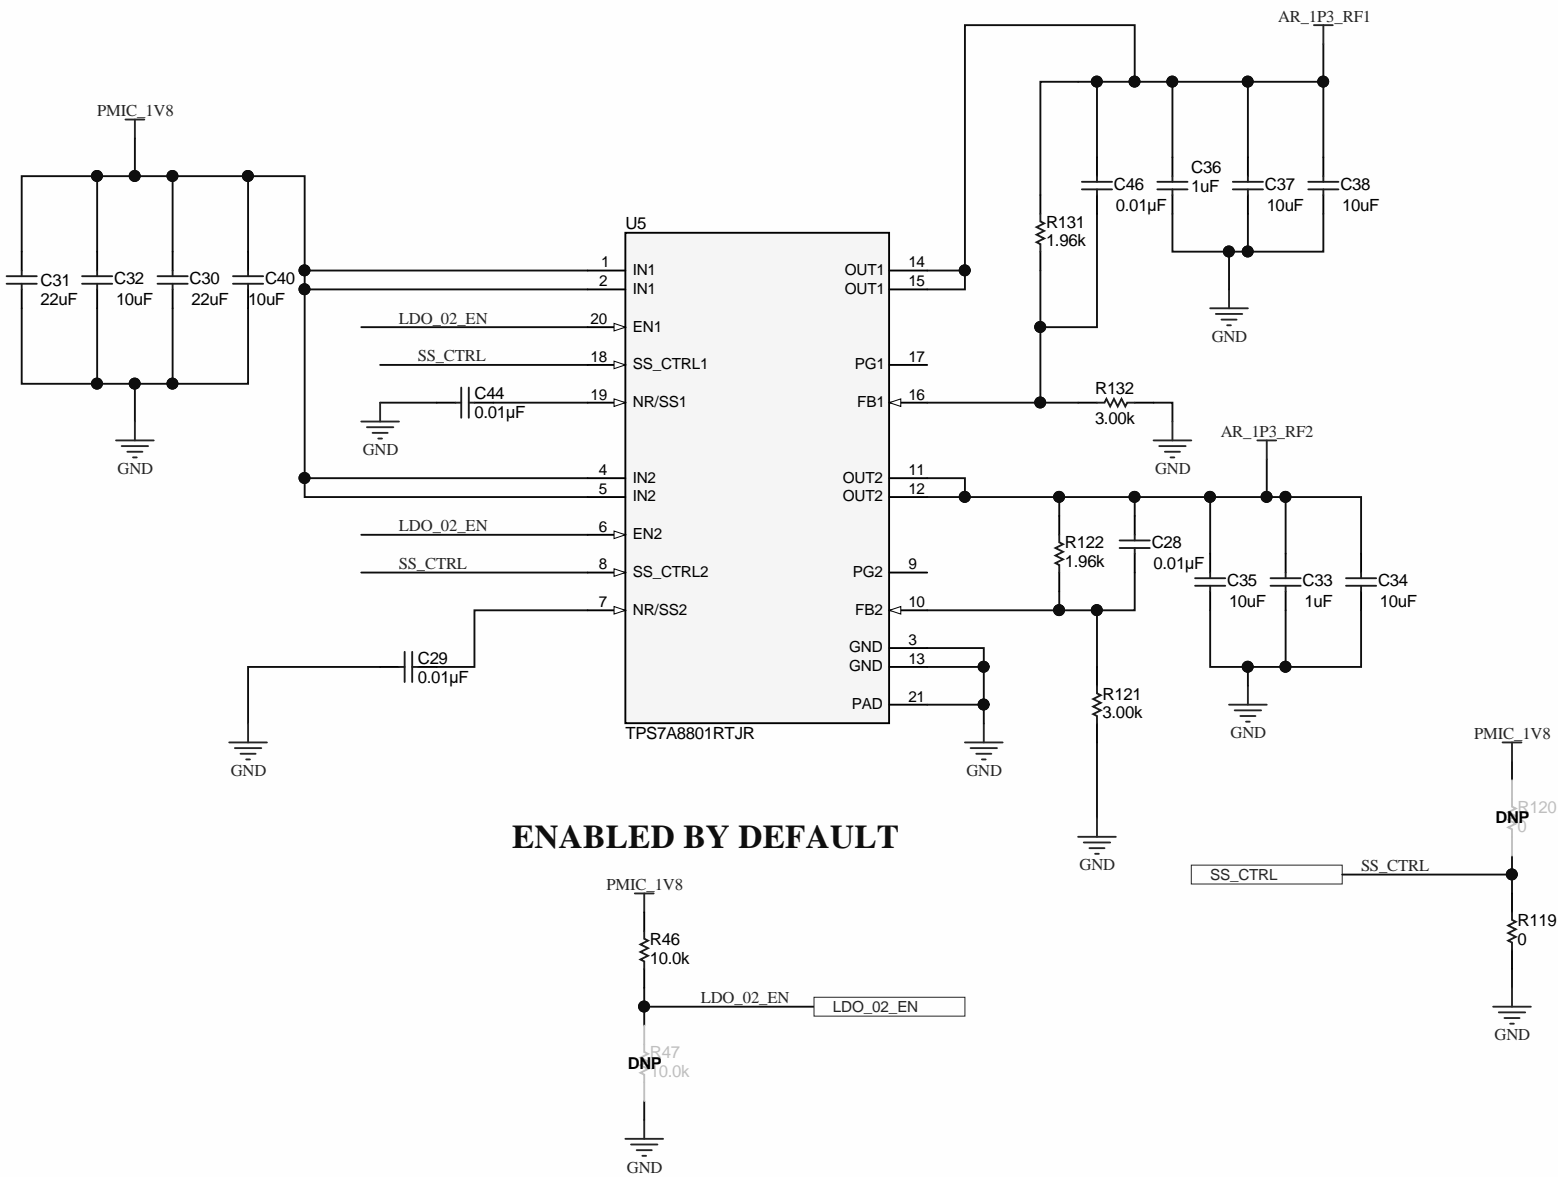 AR_1P3_RF1
PMIC_1V8
C31
22uF
C32
10uF
C30
22uF
C40
10uF
GND
R131
1.96k
C46
0.01µF
C36
1uF
C37
10uF
C38
10uF
GND
U5
1
IN1
2
IN1
LDO_02_EN
20
EN1
SS_CTRL
18
SS_CTRL1
C44
0.01µF
19
NR/SS1
GND
4
IN2
5
IN2
LDO_02_EN
6
EN2
SS_CTRL
8
SS_CTRL2
7
NR/SS2
C29
0.01µF
GND
OUT1
14
OUT1
15
PG1
17
FB1
16
R132
3.00k
GND
OUT2
11
OUT2
12
PG2
9
FB2
10
GND
3
GND
13
PAD
21
GND
TPS7A8801RTJR
AR_1P3_RF2
R122
1.96k
C28
0.01µF
C35
10uF
C33
1uF
C34
10uF
GND
R121
3.00k
GND
PMIC_1V8
R120
DNP
0
SS_CTRL
SS_CTRL
R119
0
GND
ENABLED BY DEFAULT
PMIC_1V8
R46
10.0k
LDO_02_EN
LDO_02_EN
R47
DNP
10.0k
GND